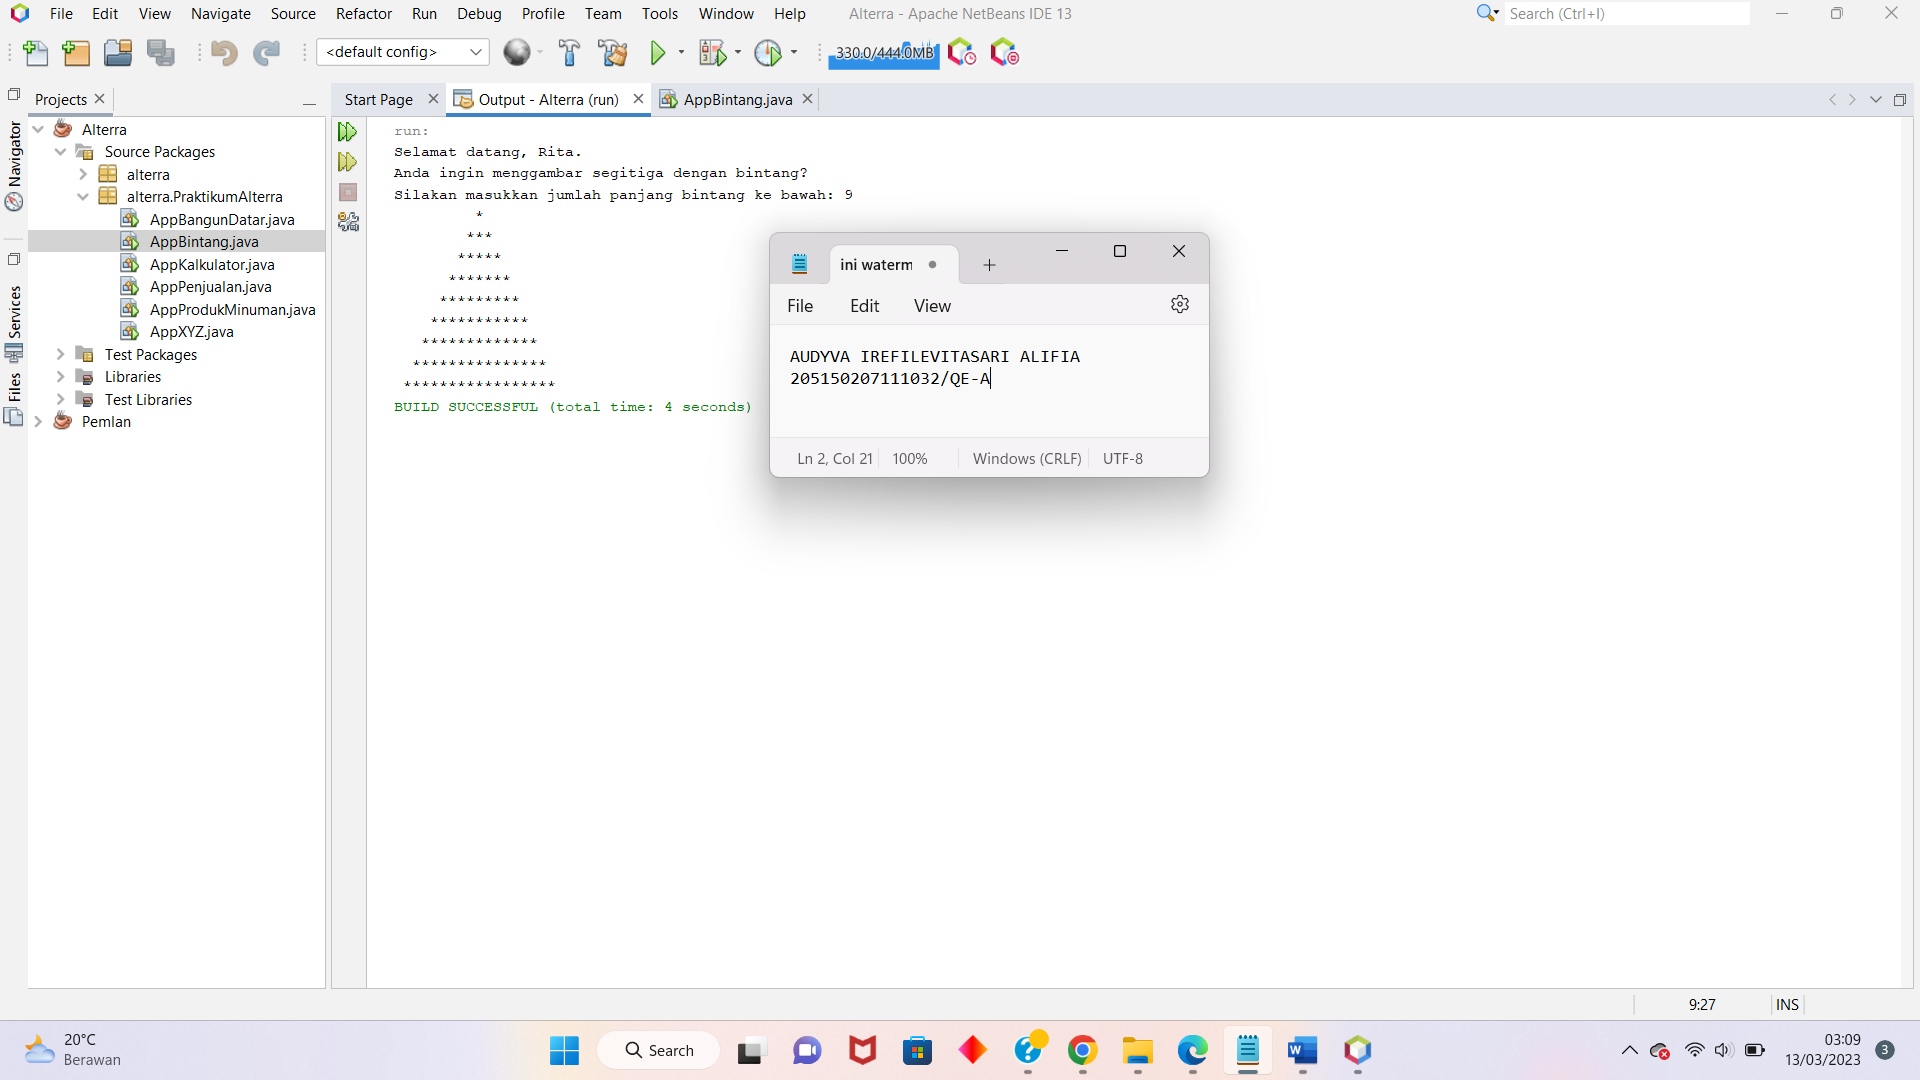 File Edit View Navigate Source Refactor Run Debug Profile Team Tools Window Help Alterra - Apache NetBeans IDE 13 Search (Ctrl+I)
<default config> 330.0/444.0MB
Projects Start Page Output - Alterra (run) AppBintang.java
Navigator
Services
Files
Alterra
Source Packages
alterra
alterra.PraktikumAlterra
AppBangunDatar.java
AppBintang.java
AppKalkulator.java
AppPenjualan.java
AppProdukMinuman.java
AppXYZ.java
Test Packages
Libraries
Test Libraries
Pemlan
run:
Selamat datang, Rita.
Anda ingin menggambar segitiga dengan bintang?
Silakan masukkan jumlah panjang bintang ke bawah: 9
*
***
*****
*******
*********
***********
*************
***************
*****************
BUILD SUCCESSFUL (total time: 4 seconds)
ini waterm
File Edit View
AUDYVA IREFILEVITASARI ALIFIA
205150207111032/QE-A
Ln 2, Col 21 100% Windows (CRLF) UTF-8
9:27 INS
20°C
Berawan
Search
03:09
13/03/2023
3